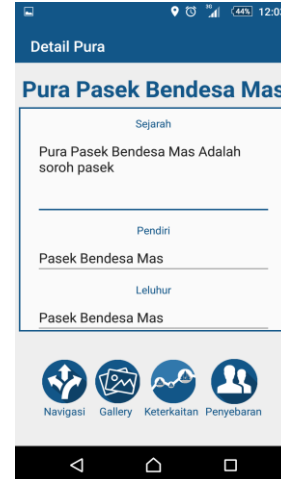 44% 12:03
Detail Pura
Pura Pasek Bendesa Mas
Sejarah
Pura Pasek Bendesa Mas Adalah
soroh pasek
Pendiri
Pasek Bendesa Mas
Leluhur
Pasek Bendesa Mas
Navigasi Gallery Keterkaitan Penyebaran